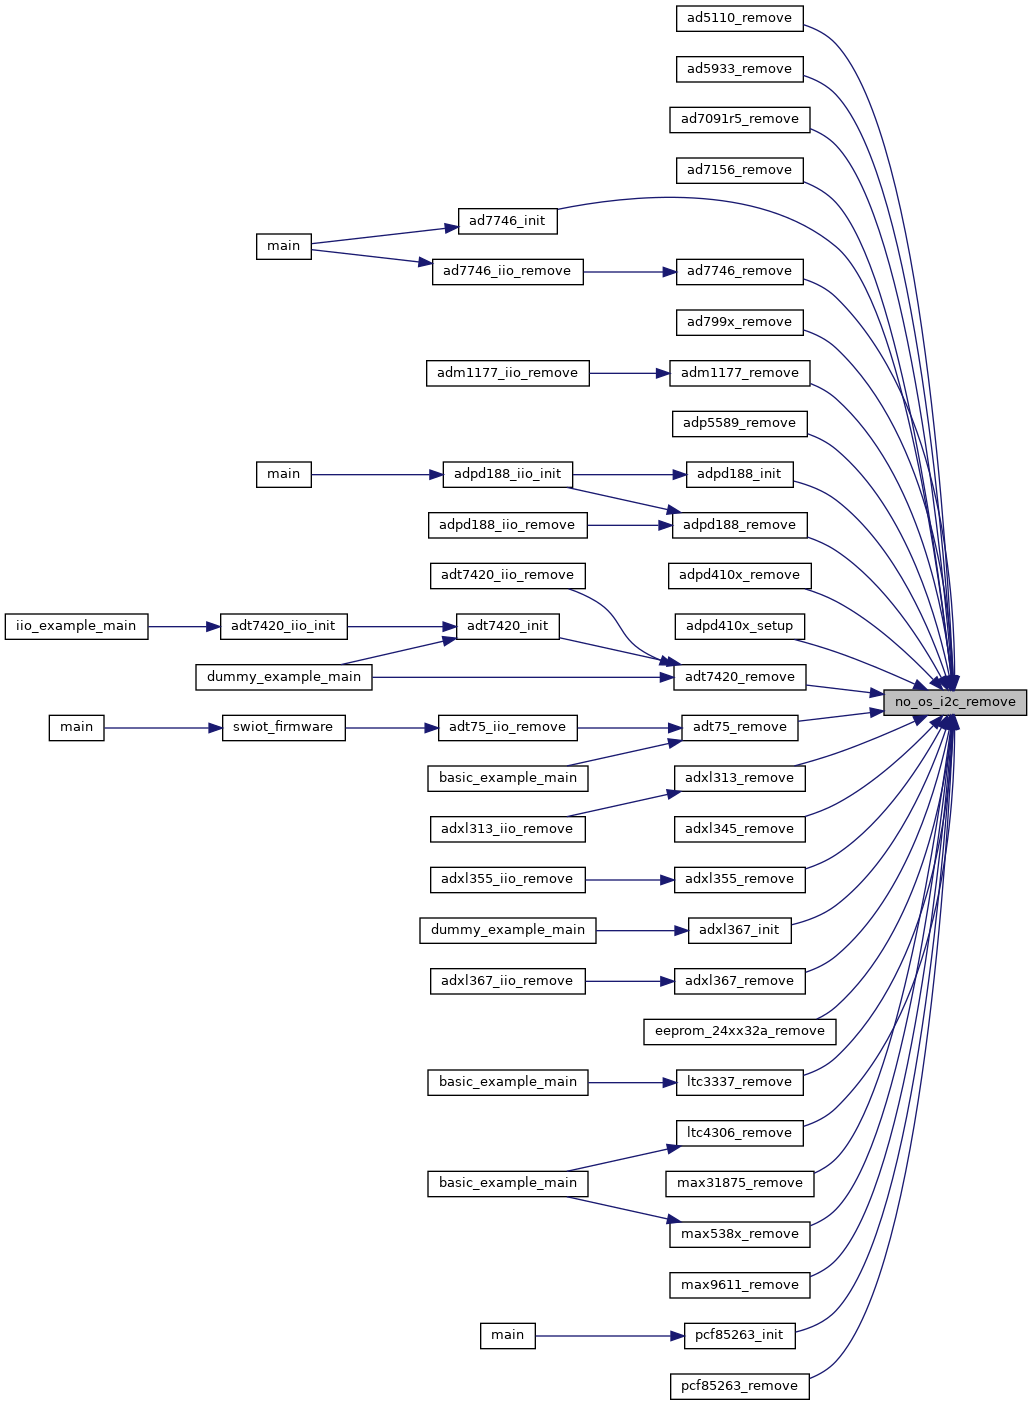 ad5110_remove
ad5933_remove
ad7091r5_remove
ad7156_remove
ad7746_init
main
ad7746_iio_remove
ad7746_remove
ad799x_remove
adm1177_iio_remove
adm1177_remove
adp5589_remove
main
adpd188_iio_init
adpd188_init
adpd188_iio_remove
adpd188_remove
adt7420_iio_remove
adpd410x_remove
iio_example_main
adt7420_iio_init
adt7420_init
adpd410x_setup
dummy_example_main
adt7420_remove
no_os_i2c_remove
main
swiot_firmware
adt75_iio_remove
adt75_remove
basic_example_main
adxl313_remove
adxl313_iio_remove
adxl345_remove
adxl355_iio_remove
adxl355_remove
dummy_example_main
adxl367_init
adxl367_iio_remove
adxl367_remove
eeprom_24xx32a_remove
basic_example_main
ltc3337_remove
ltc4306_remove
basic_example_main
max31875_remove
max538x_remove
max9611_remove
main
pcf85263_init
pcf85263_remove